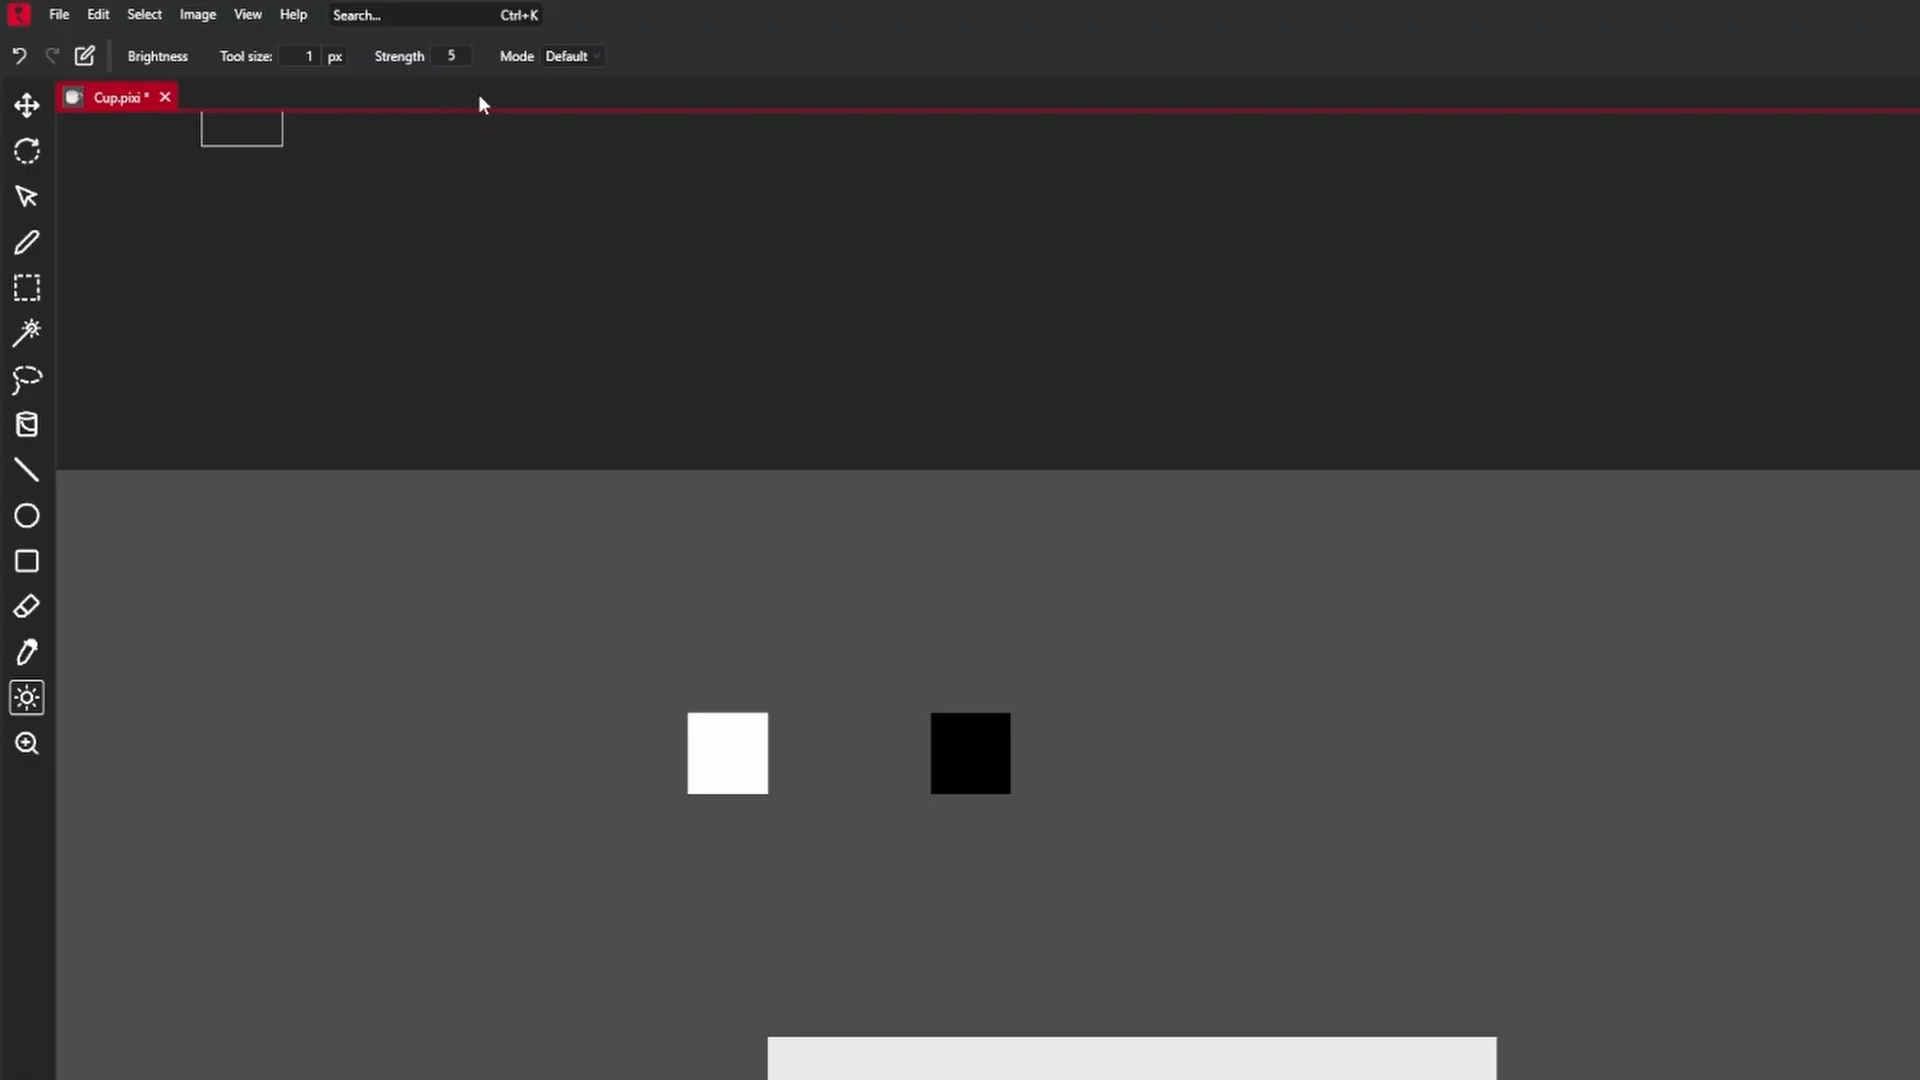 File Edit Select Image View Help Search... Ctrl+K
Brightness Tool size: 1 px Strength 5 Mode Default
Cup.pixi *